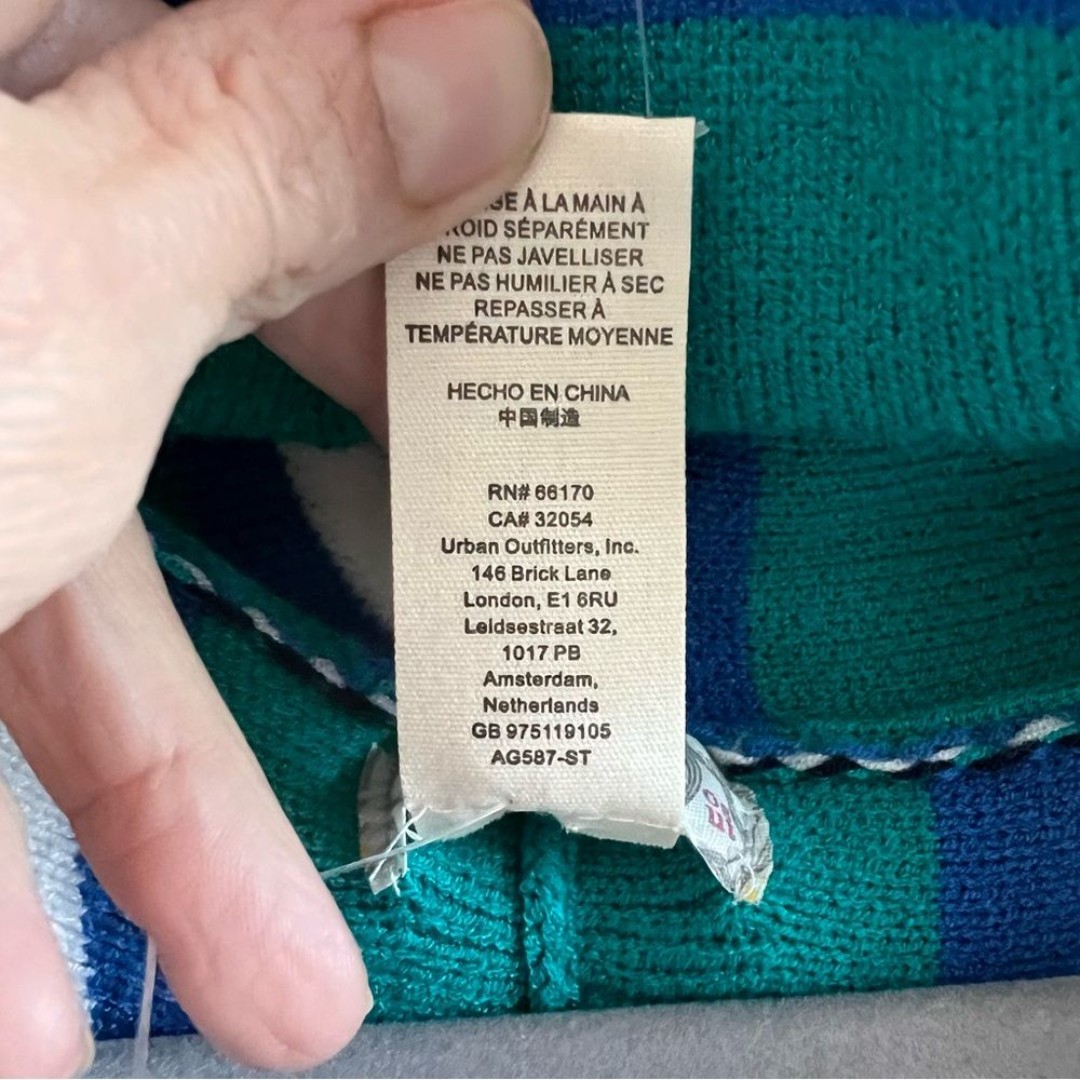 À LA MAIN À
SÉPARÉMENT
NE PAS JAVELLISER
NE PAS HUMILIER À SEC
REPASSER À
TEMPÉRATURE MOYENNE
HECHO EN CHINA
中国制造
RN# 66170
CA# 32054
Urban Outfitters, Inc.
146 Brick Lane
London, E1 6RU
Leidsestraat 32,
1017 PB
Amsterdam,
Netherlands
GB 975119105
AG587-ST